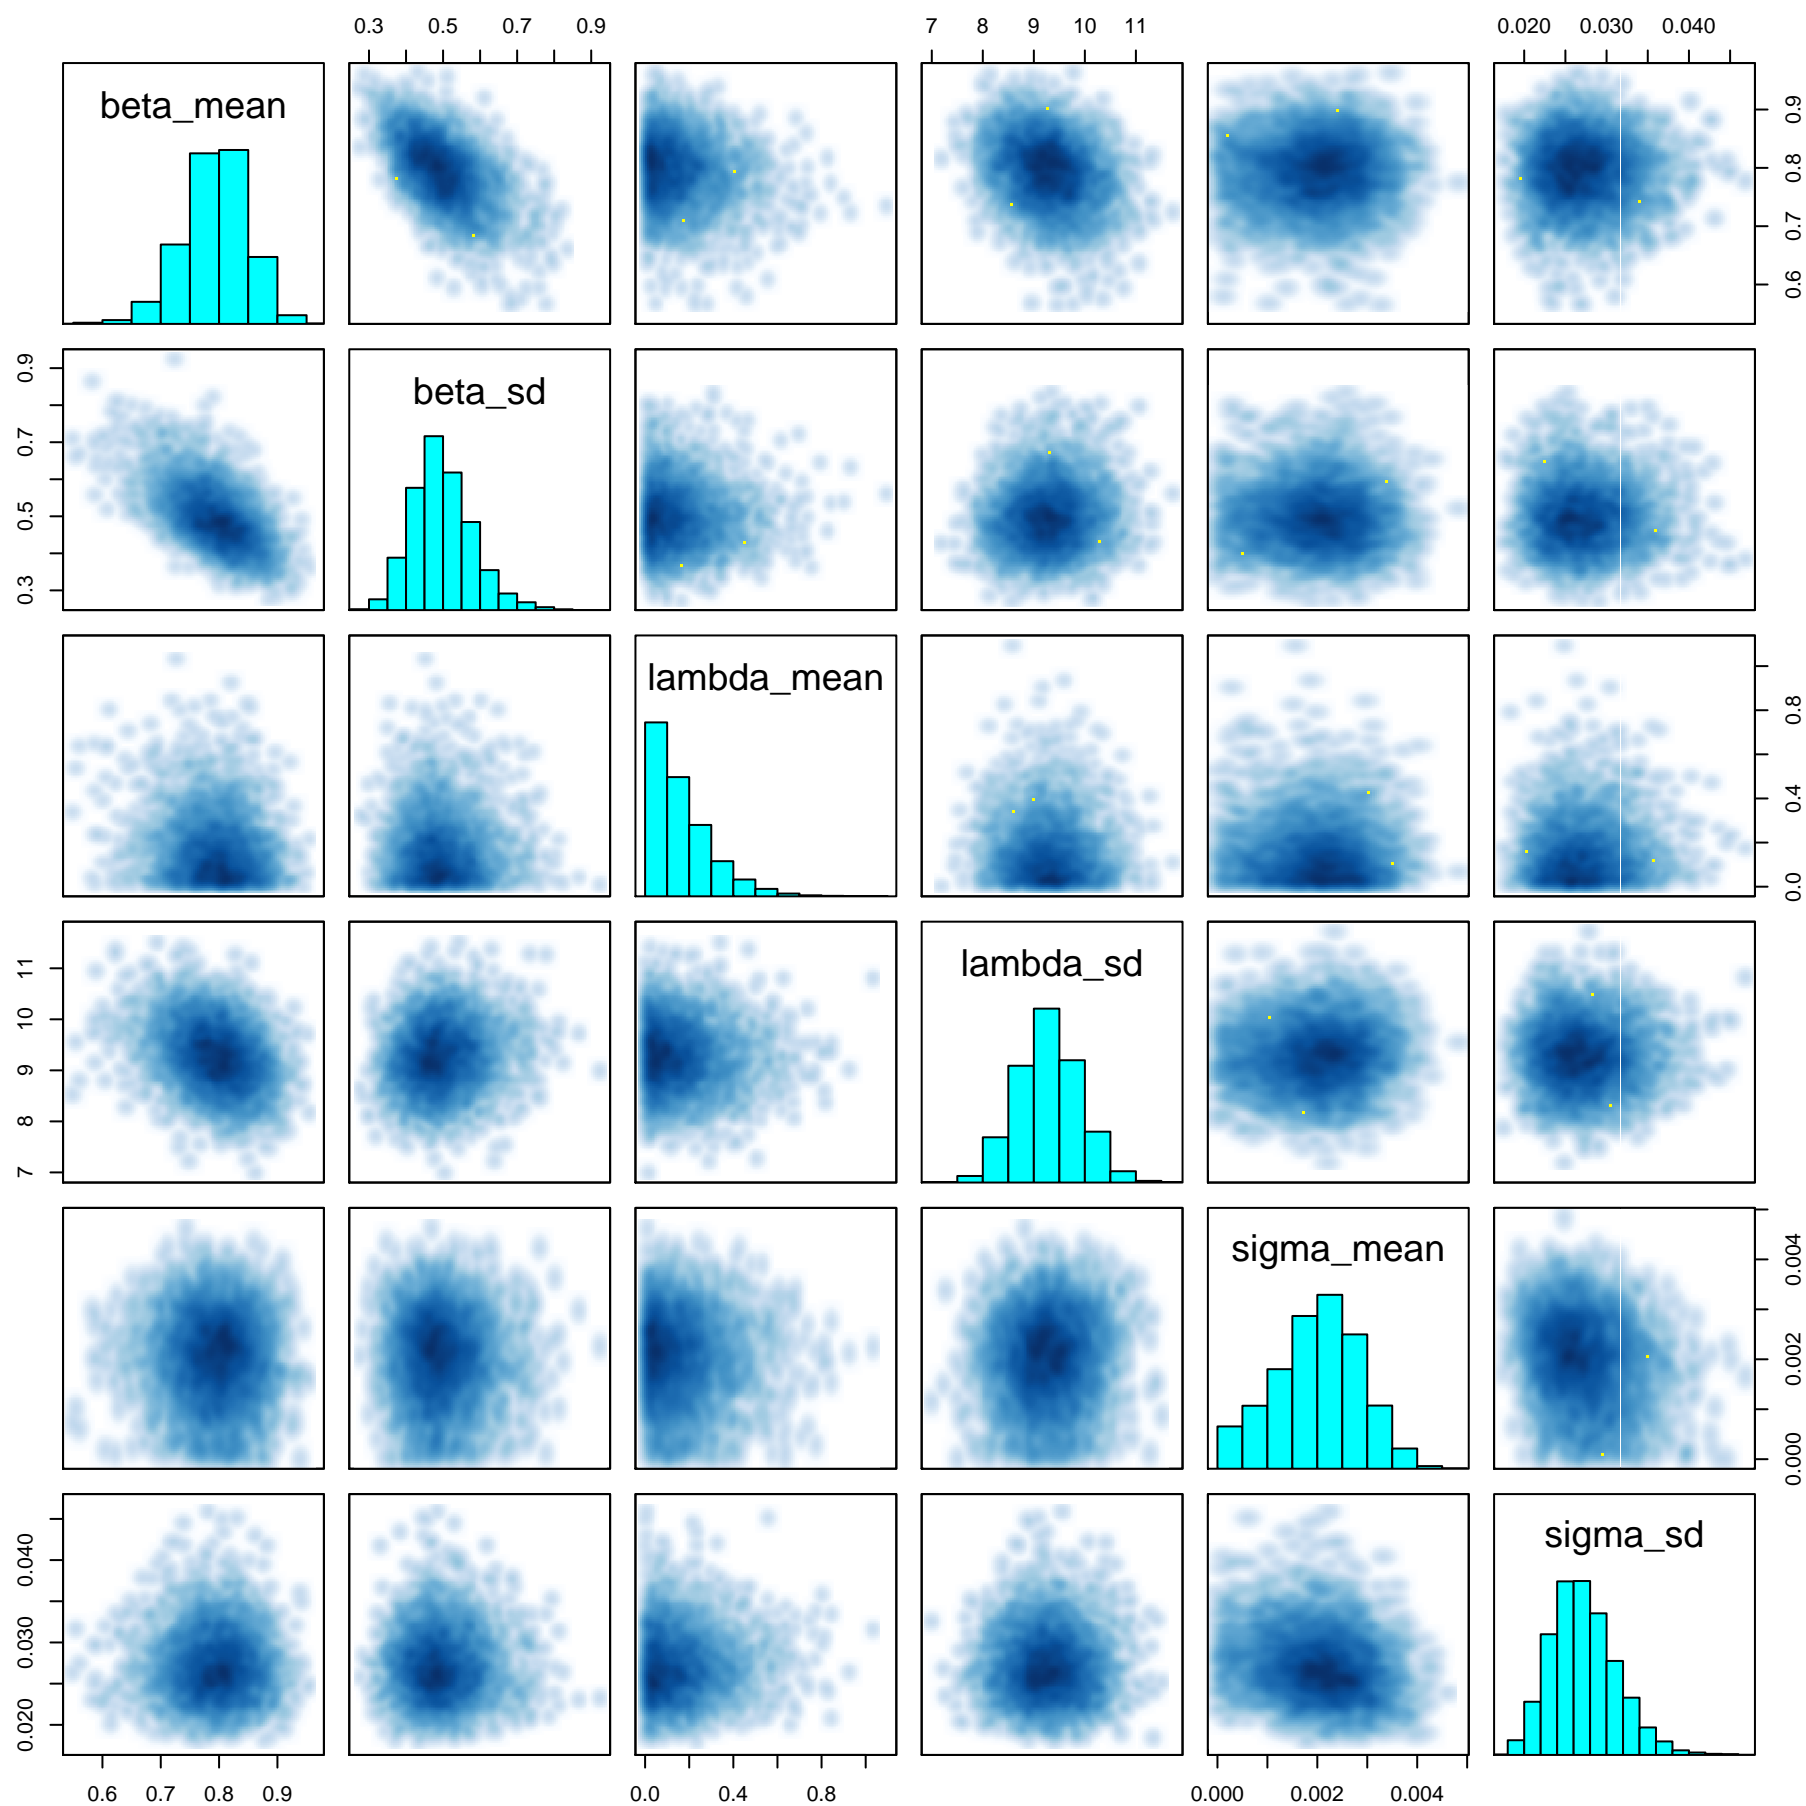 0.3 0.5 0.7 0.9 7 8 9 10 11 0.020 0.030 0.040
beta_mean
0.6 0.7 0.8 0.9
0.3 0.5 0.7 0.9
beta_sd
lambda_mean
0.0 0.4 0.8
7 8 9 10 11
lambda_sd
sigma_mean
0.000 0.002 0.004
0.020 0.030 0.040
sigma_sd
0.6 0.7 0.8 0.9 0.0 0.4 0.8 0.000 0.002 0.004